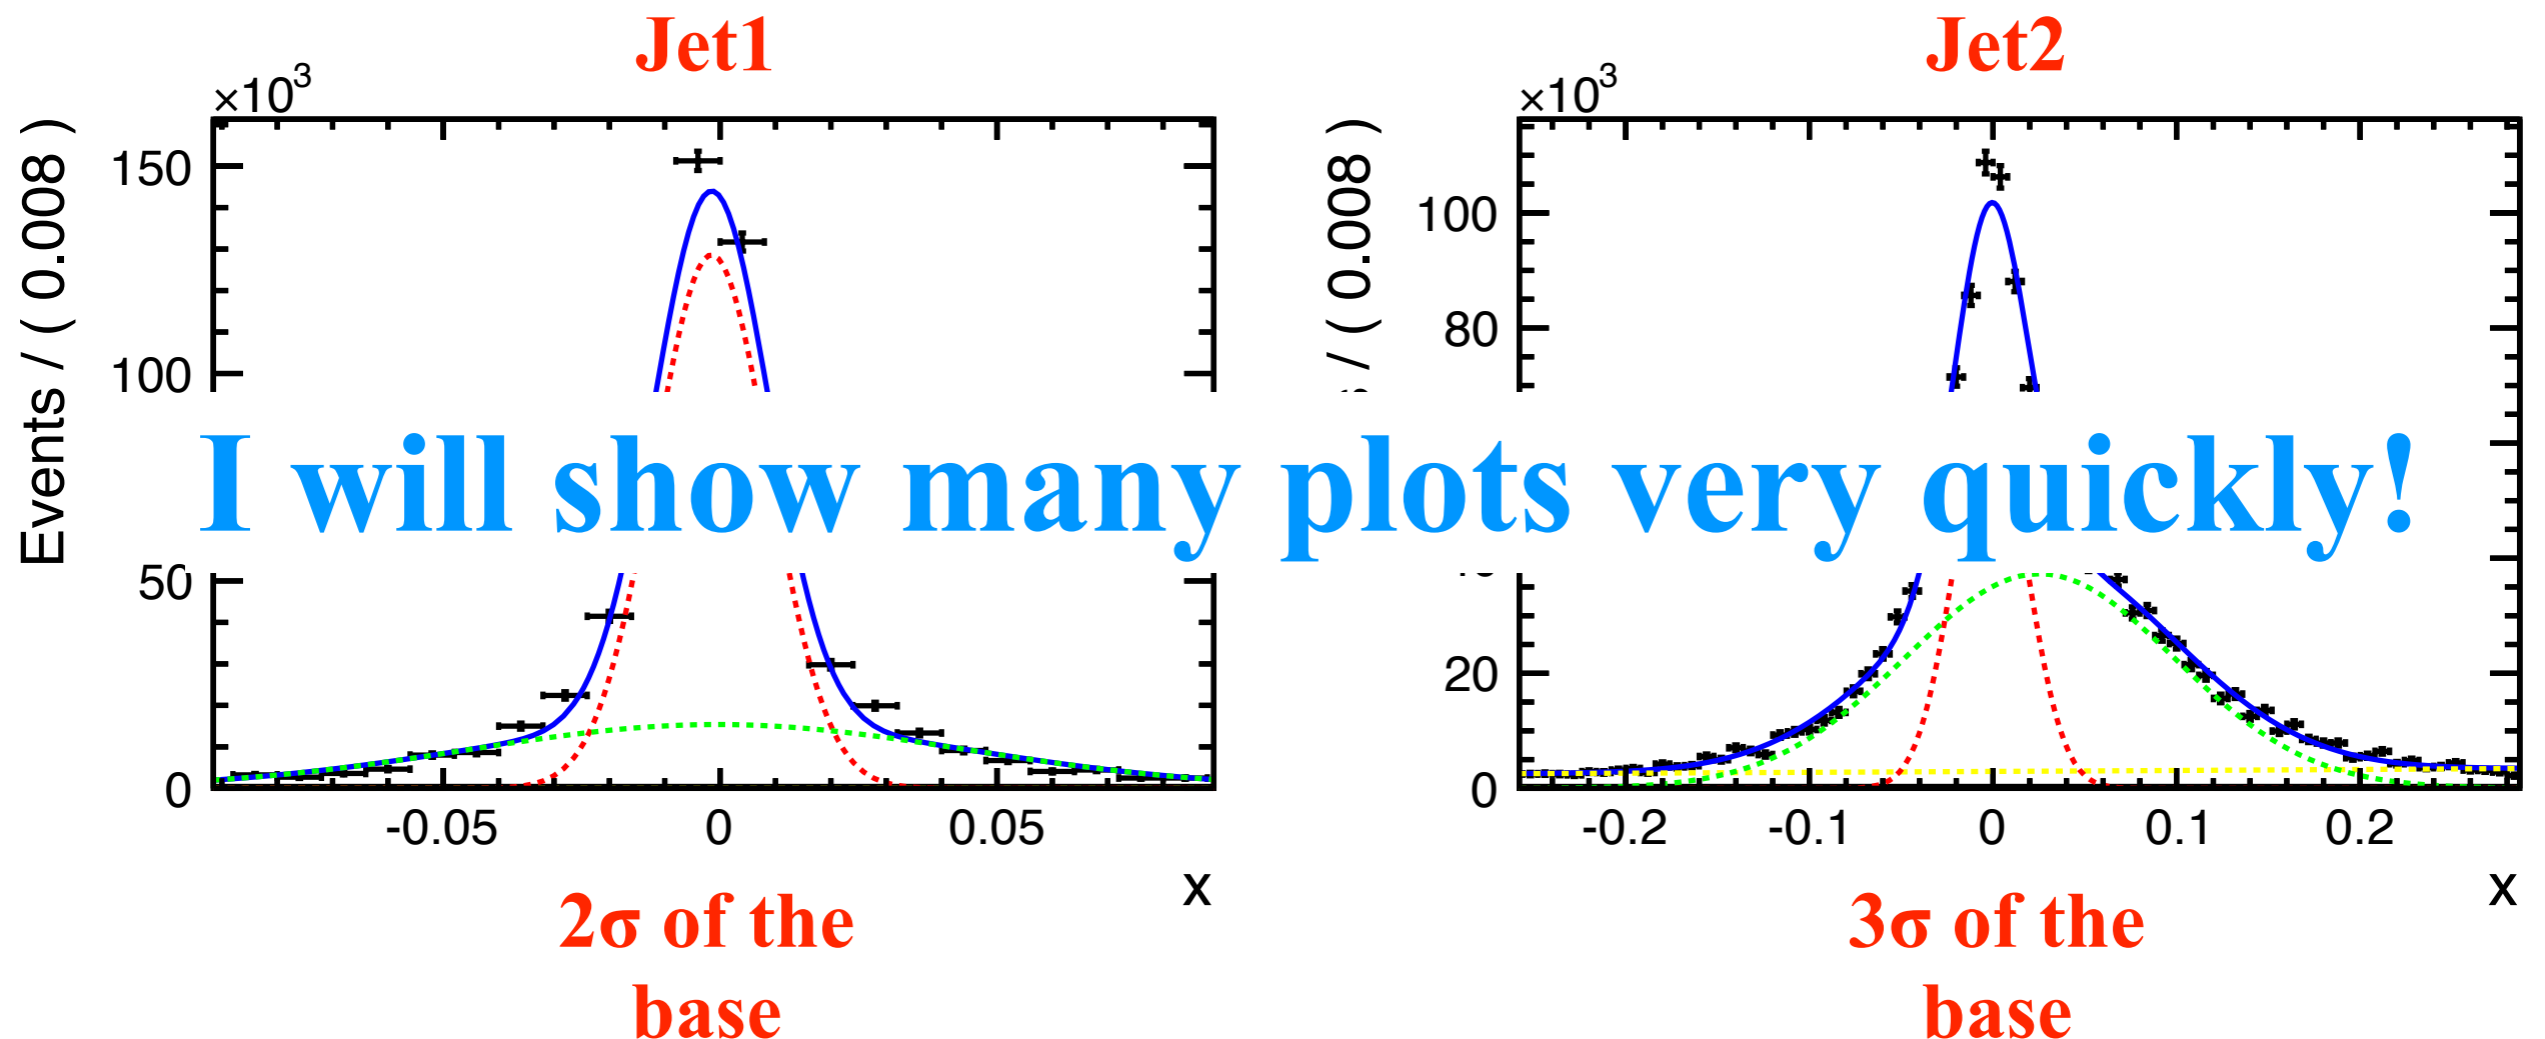 Jet1
Jet2
×10³
×10³
Events / ( 0.008 )
/ ( 0.008 )
150
100
50
0
100
80
20
0
I will show many plots very quickly!
-0.05 0 0.05
-0.2 -0.1 0 0.1 0.2
x
x
2σ of the
base
3σ of the
base